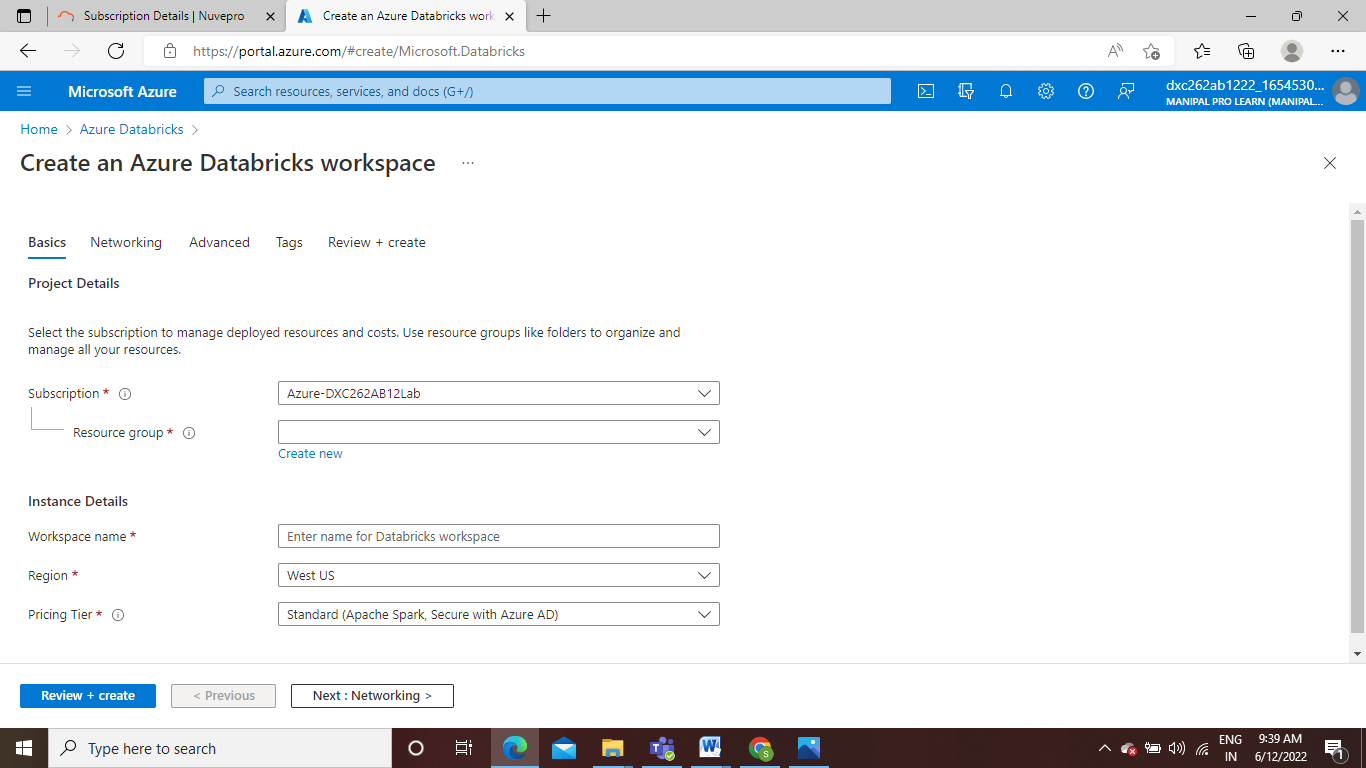 Subscription Details | Nuvepro
Create an Azure Databricks work
https://portal.azure.com/#create/Microsoft.Databricks
Microsoft Azure
Search resources, services, and docs (G+/)
dxc262ab1222_1654530...
MANIPAL PRO LEARN (MANIPAL...
Home > Azure Databricks >
Create an Azure Databricks workspace ...
Basics Networking Advanced Tags Review + create
Project Details
Select the subscription to manage deployed resources and costs. Use resource groups like folders to organize and
manage all your resources.
Subscription *
Azure-DXC262AB12Lab
Resource group *
Create new
Instance Details
Workspace name *
Enter name for Databricks workspace
Region *
West US
Pricing Tier *
Standard (Apache Spark, Secure with Azure AD)
Review + create
< Previous
Next : Networking >
Type here to search
ENG
IN
9:39 AM
6/12/2022
1